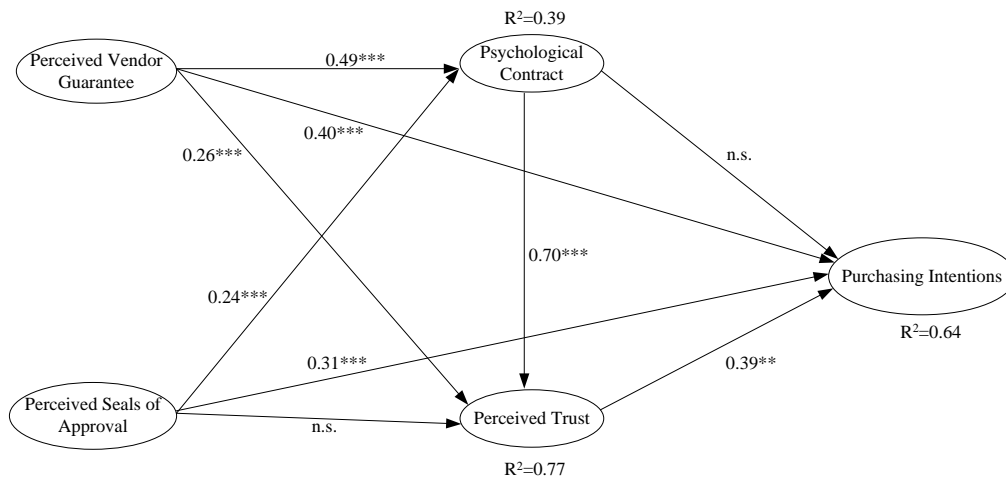 R²=0.39
Perceived Vendor
Guarantee
0.49***
Psychological
Contract
0.40***
0.26***
n.s.
0.70***
Purchasing Intentions
0.24***
R²=0.64
0.31***
0.39**
Perceived Seals of
Approval
n.s.
Perceived Trust
R²=0.77